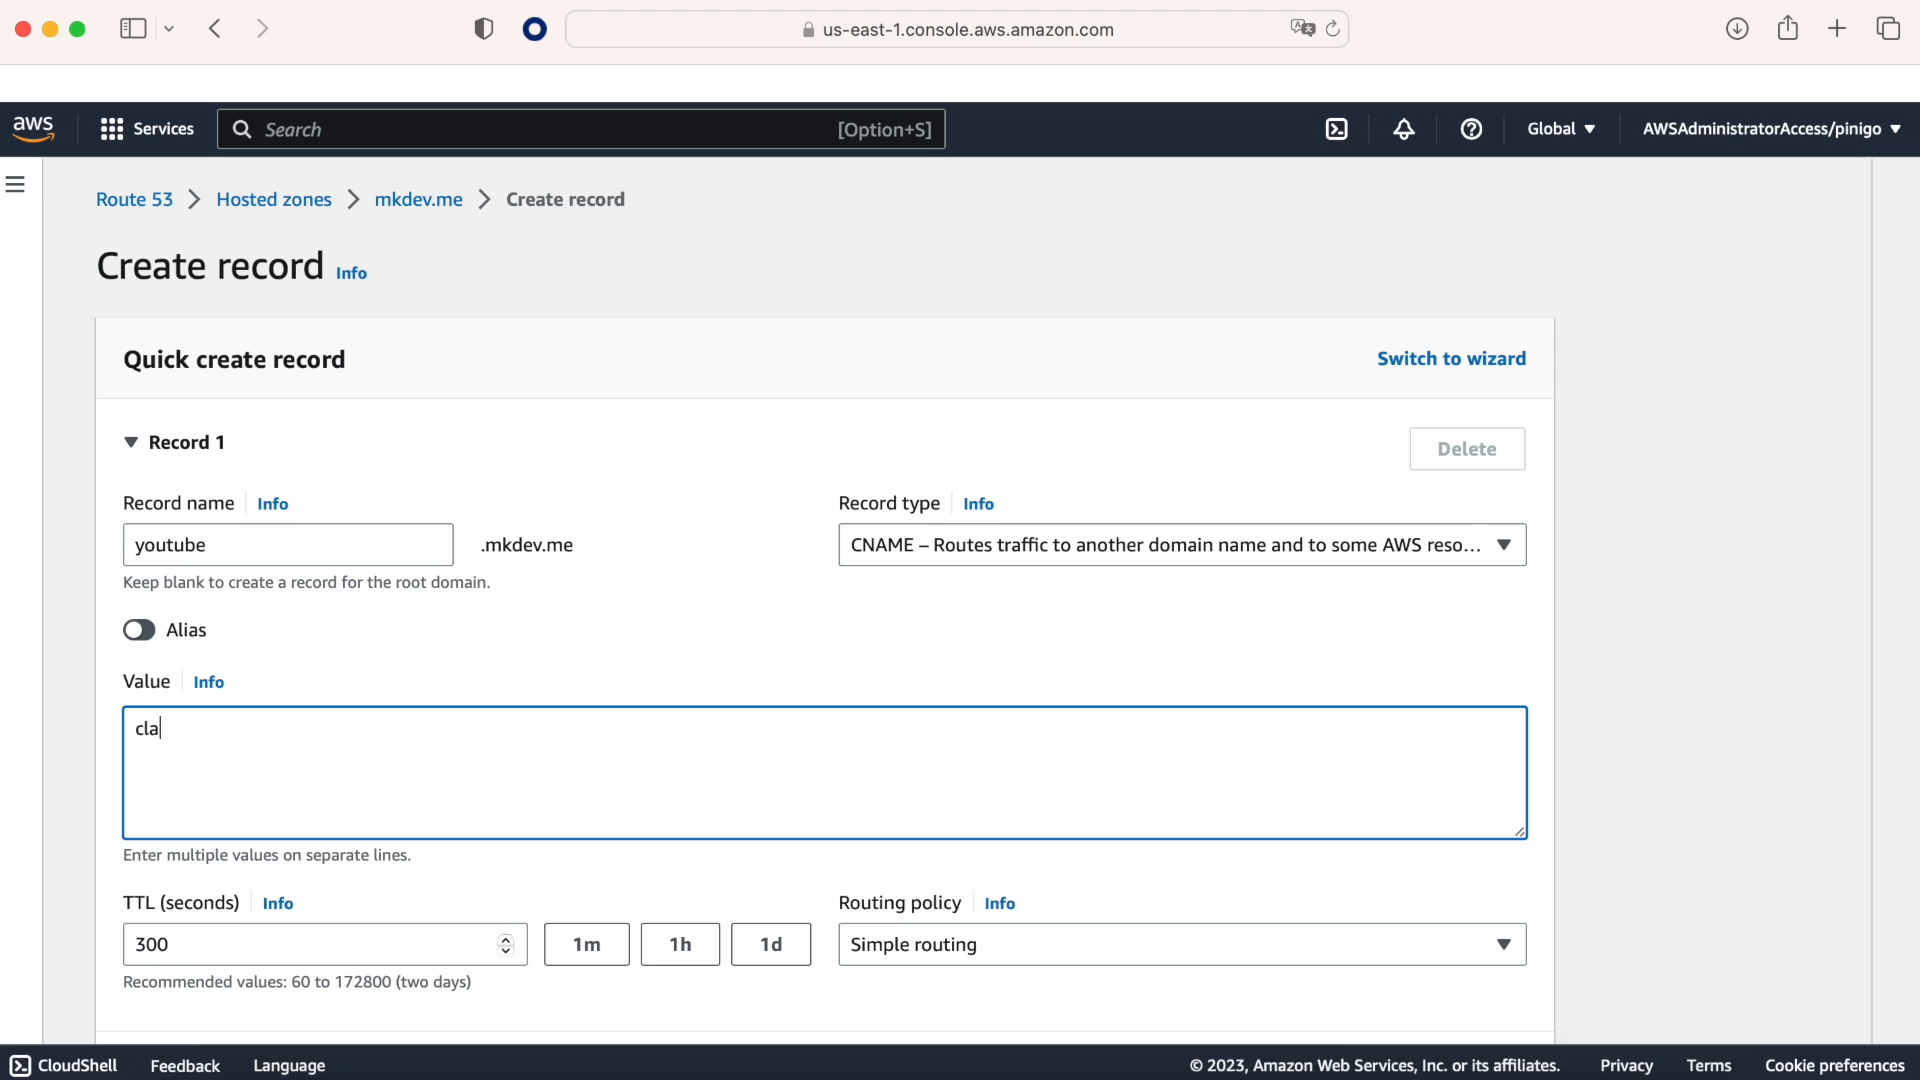 us-east-1.console.aws.amazon.com
aws
Services
Search
[Option+S]
Global
AWSAdministratorAccess/pinigo
Route 53
Hosted zones
mkdev.me
Create record
Create record Info
Quick create record
Switch to wizard
Record 1
Delete
Record name
Info
Record type
Info
youtube
.mkdev.me
CNAME – Routes traffic to another domain name and to some AWS reso...
Keep blank to create a record for the root domain.
Alias
Value
Info
cla
Enter multiple values on separate lines.
TTL (seconds)
Info
Routing policy
Info
300
1m
1h
1d
Simple routing
Recommended values: 60 to 172800 (two days)
CloudShell
Feedback
Language
© 2023, Amazon Web Services, Inc. or its affiliates.
Privacy
Terms
Cookie preferences